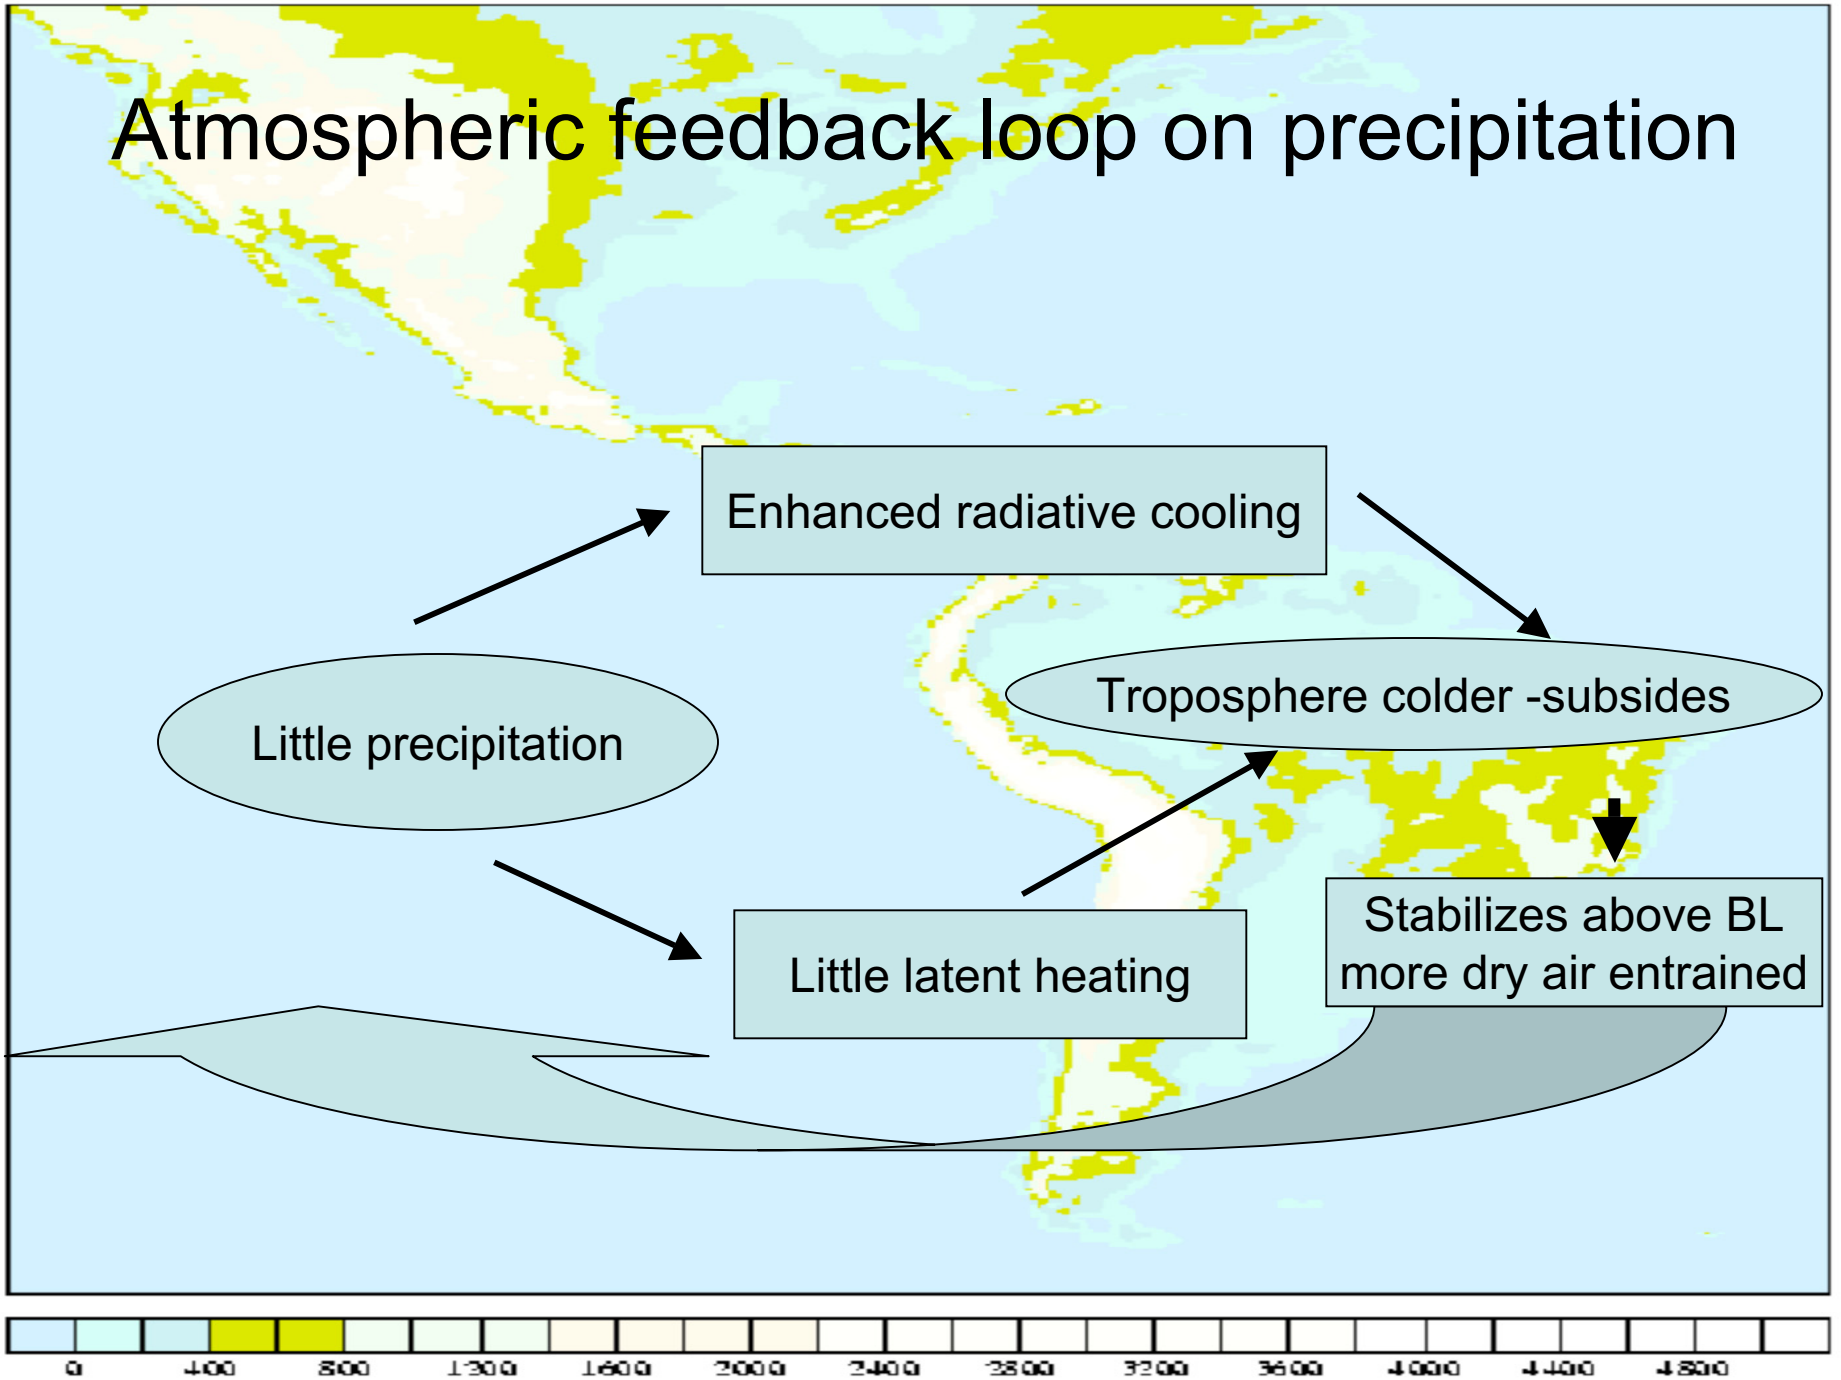 Atmospheric feedback loop on precipitation
Enhanced radiative cooling
Troposphere colder -subsides
Little precipitation
Stabilizes above BL
more dry air entrained
Little latent heating
0 400 800 1200 1600 2000 2400 2800 3200 3600 4000 4400 4800